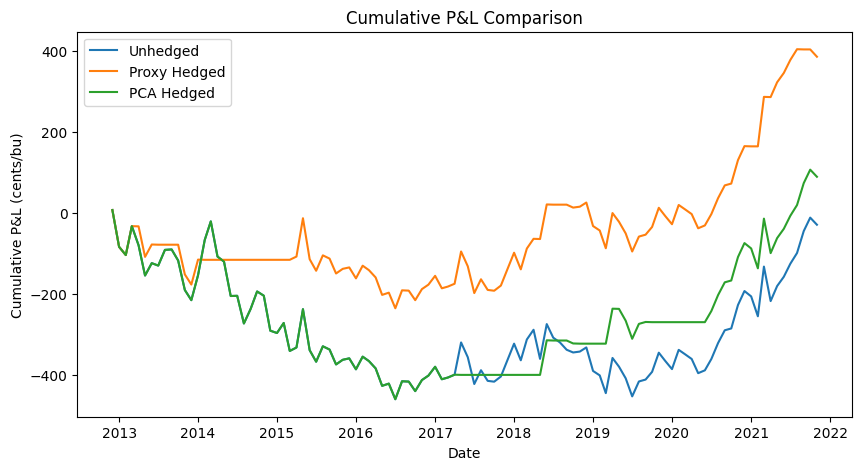 Cumulative P&L Comparison
Unhedged
Proxy Hedged
PCA Hedged
Cumulative P&L (cents/bu)
400
200
0
−200
−400
2013 2014 2015 2016 2017 2018 2019 2020 2021 2022
Date